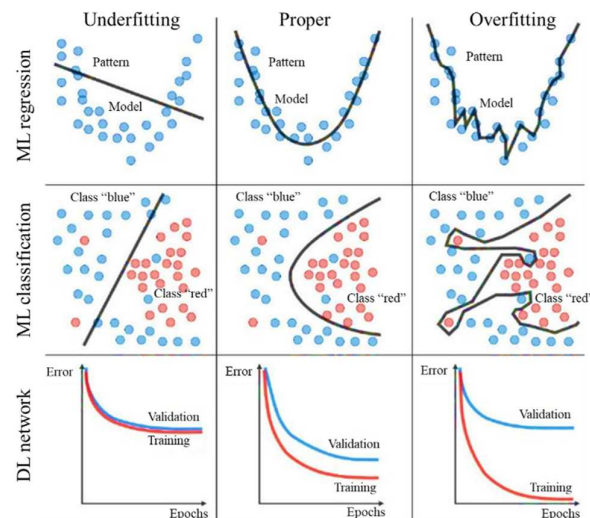 Underfitting
Proper
Overfitting
ML regression
Pattern
Model
Pattern
Model
Pattern
Model
ML classification
Class “blue”
Class “red”
Class “blue”
Class “red”
Class “blue”
Class “red”
DL network
Error
Validation
Training
Epochs
Error
Validation
Training
Epochs
Error
Validation
Training
Epochs